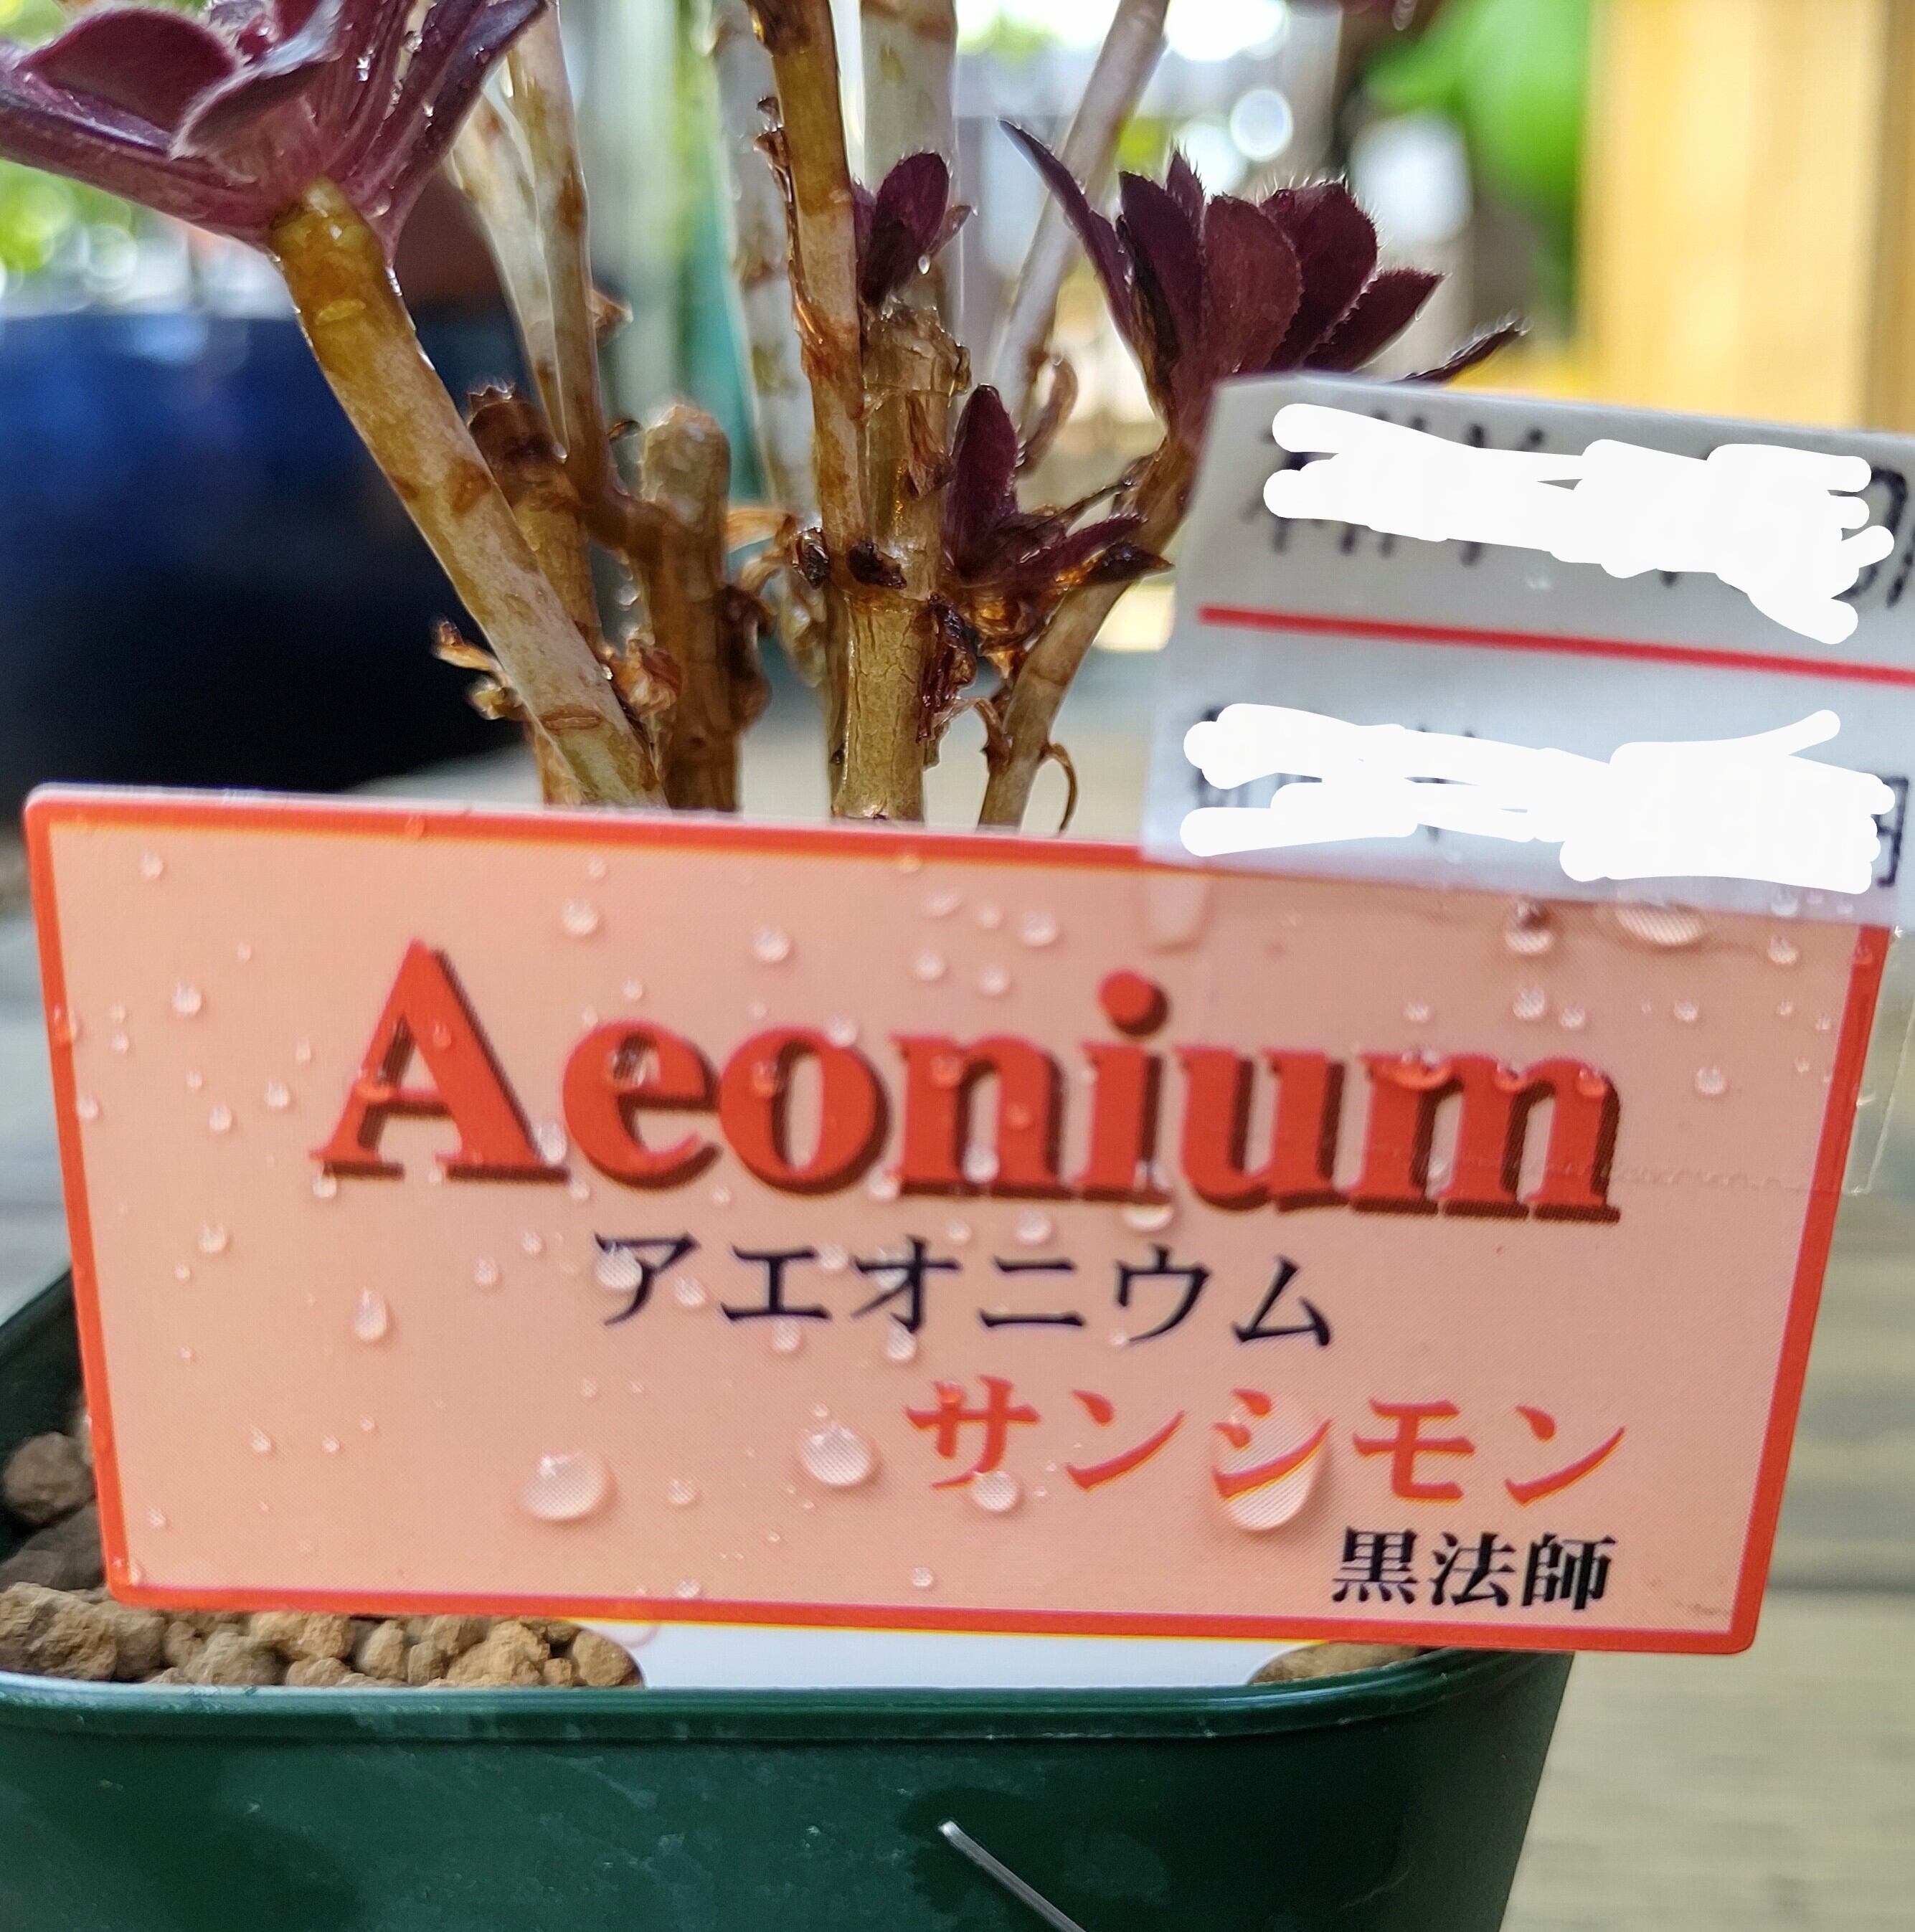 Aeonium
アエオニウム
サンシモン
黒法師